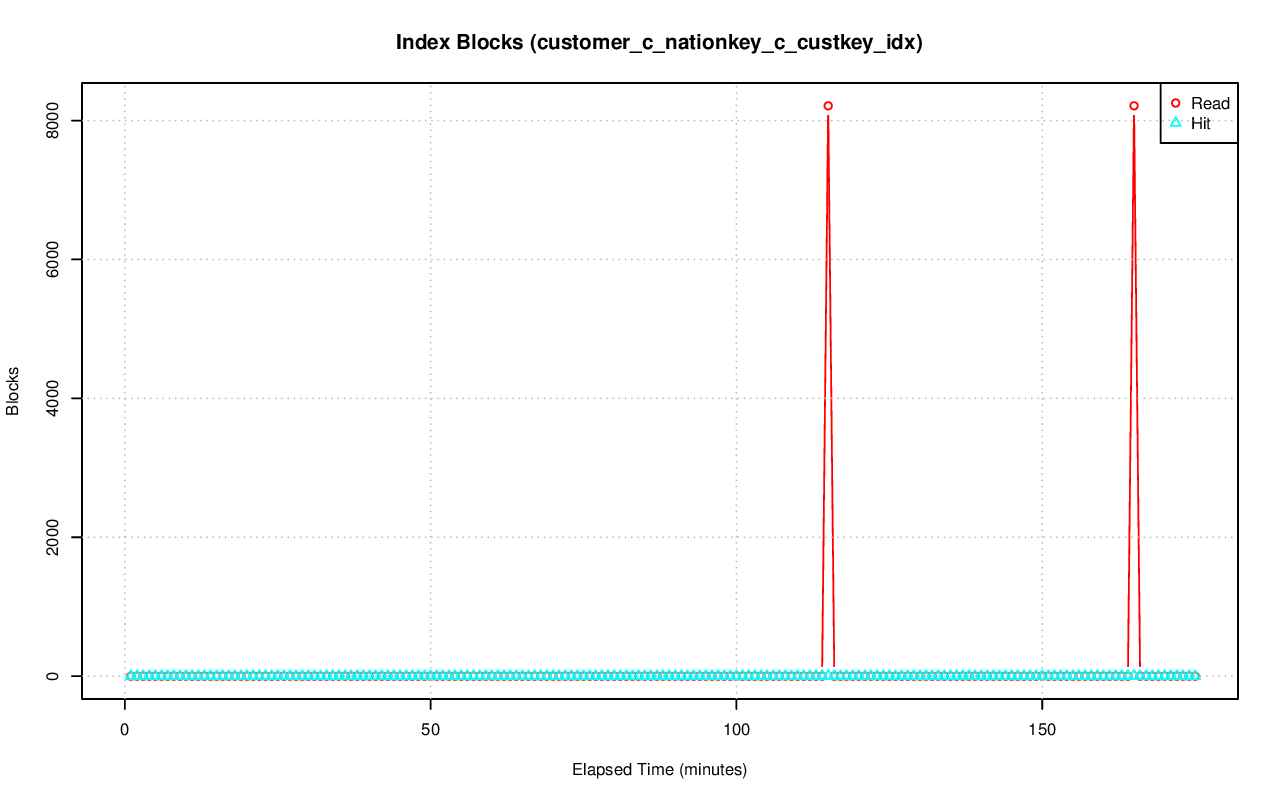 Index Blocks (customer_c_nationkey_c_custkey_idx)
Read
Hit
8000
6000
4000
2000
0
Blocks
0 50 100 150
Elapsed Time (minutes)